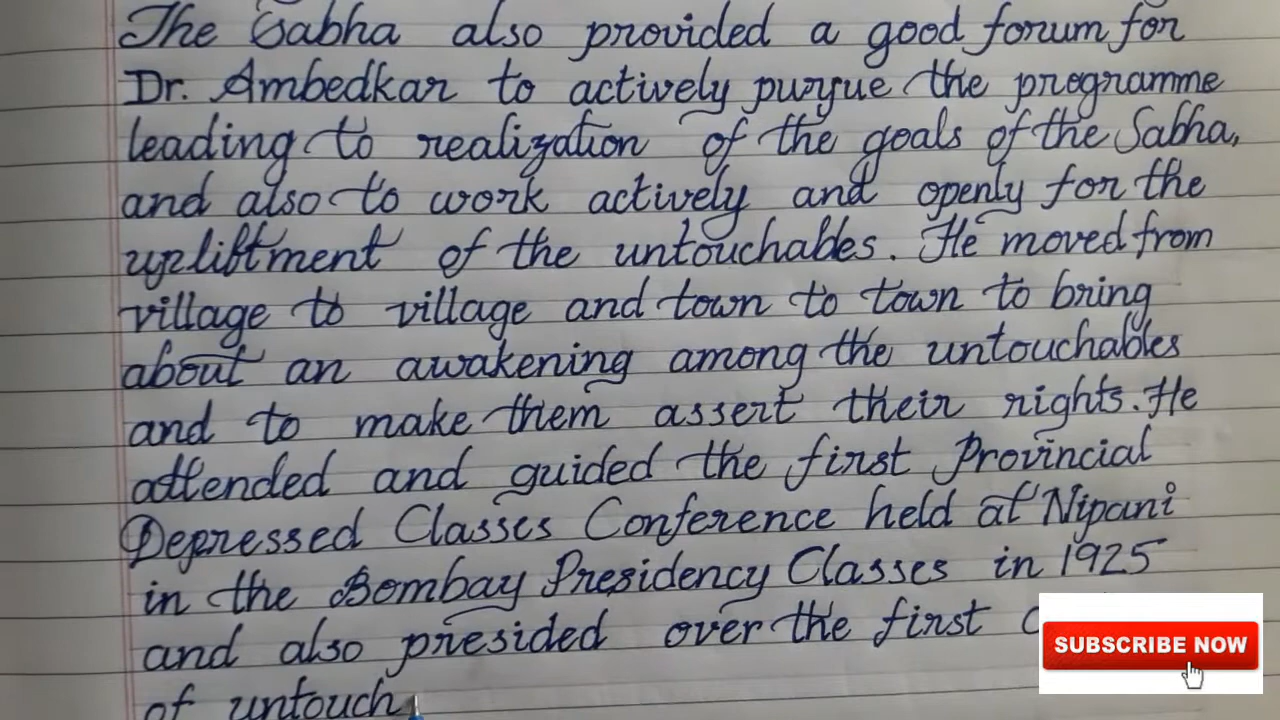 The Sabha also provided a good forum for
Dr. Ambedkar to actively pursue the programme
leading to realization of the goals of the Sabha,
and also to work actively and openly for the
upliftment of the untouchables. He moved from
village to village and town to town to bring
about an awakening among the untouchables
and to make them assert their rights. He
attended and guided the first Provincial
Depressed Classes Conference held at Nipani
in the Bombay Presidency Classes in 1925
and also presided over the first
of untouch
SUBSCRIBE NOW